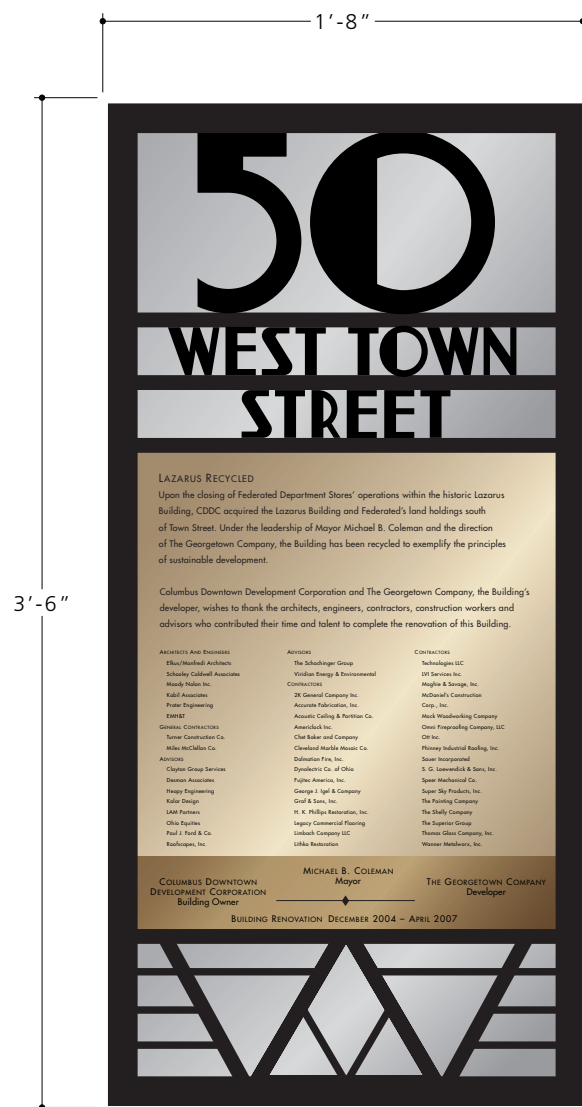 1'-8"
3'-6"
50
WEST TOWN
STREET
LAZARUS RECYCLED
Upon the closing of Federated Department Stores' operations within the historic Lazarus
Building, CDDC acquired the Lazarus Building and Federated's land holdings south
of Town Street. Under the leadership of Mayor Michael B. Coleman and the direction
of The Georgetown Company, the Building has been recycled to exemplify the principles
of sustainable development.
Columbus Downtown Development Corporation and The Georgetown Company, the Building's
developer, wishes to thank the architects, engineers, contractors, construction workers and
advisors who contributed their time and talent to complete the renovation of this Building.
ARCHITECTS AND ENGINEERS
Elkus/Manfredi Architects
Schooley Caldwell Associates
Moody Nolan Inc.
Kabil Associates
Prater Engineering
EMH&T
GENERAL CONTRACTORS
Turner Construction Co.
Miles McClellan Co.
ADVISORS
Clayton Group Services
Desman Associates
Heapy Engineering
Kolar Design
LAM Partners
Ohio Equities
Paul J. Ford & Co.
Roofscapes, Inc.
ADVISORS
The Schachinger Group
Viridian Energy & Environmental
CONTRACTORS
2K General Company Inc.
Accurate Fabrication, Inc.
Acoustic Ceiling & Partition Co.
Americlock Inc.
Chet Baker and Company
Cleveland Marble Mosaic Co.
Dalmatian Fire, Inc.
Dynalectric Co. of Ohio
Fujitec America, Inc.
George J. Igel & Company
Graf & Sons, Inc.
H. K. Phillips Restoration, Inc.
Legacy Commercial Flooring
Limbach Company LLC
Lithko Restoration
CONTRACTORS
Technologies LLC
LVI Services Inc.
Maghie & Savage, Inc.
McDaniel's Construction
Corp., Inc.
Mock Woodworking Company
Omni Fireproofing Company, LLC
Ott Inc.
Phinney Industrial Roofing, Inc.
Sauer Incorporated
S. G. Loewendick & Sons, Inc.
Speer Mechanical Co.
Super Sky Products, Inc.
The Painting Company
The Shelly Company
The Superior Group
Thomas Glass Company, Inc.
Wanner Metalworx, Inc.
COLUMBUS DOWNTOWN
DEVELOPMENT CORPORATION
Building Owner
MICHAEL B. COLEMAN
Mayor
THE GEORGETOWN COMPANY
Developer
BUILDING RENOVATION DECEMBER 2004 – APRIL 2007